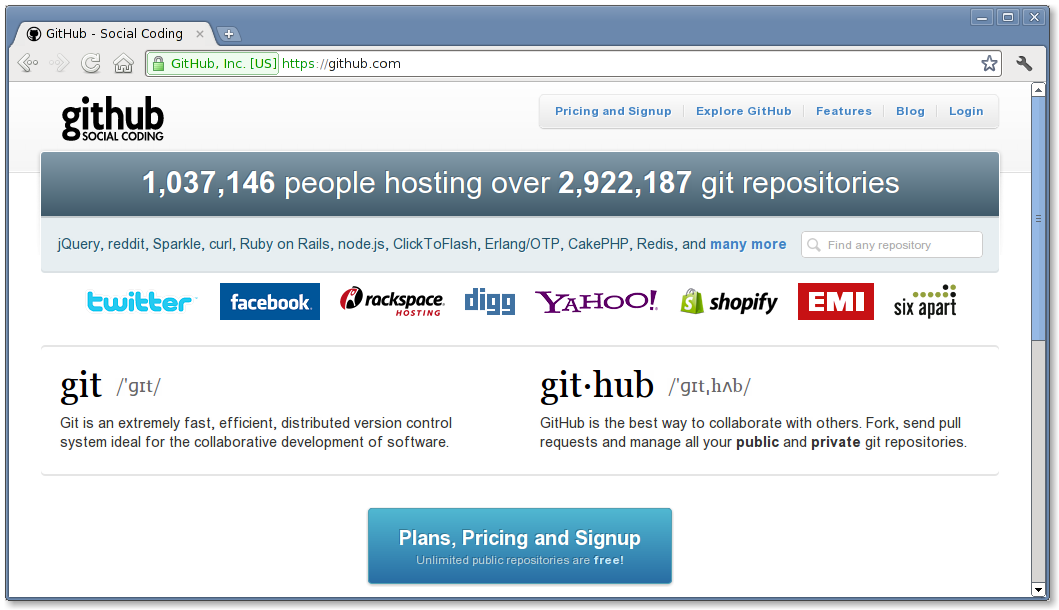 GitHub - Social Coding
GitHub, Inc. [US] https://github.com
github
SOCIAL CODING
Pricing and Signup Explore GitHub Features Blog Login
1,037,146 people hosting over 2,922,187 git repositories
jQuery, reddit, Sparkle, curl, Ruby on Rails, node.js, ClickToFlash, Erlang/OTP, CakePHP, Redis, and many more Find any repository
twitter facebook. rackspace. HOSTING digg YAHOO! shopify EMI six apart
git /ˈgɪt/
Git is an extremely fast, efficient, distributed version control
system ideal for the collaborative development of software.
git·hub /ˈgɪt,hʌb/
GitHub is the best way to collaborate with others. Fork, send pull
requests and manage all your public and private git repositories.
Plans, Pricing and Signup
Unlimited public repositories are free!